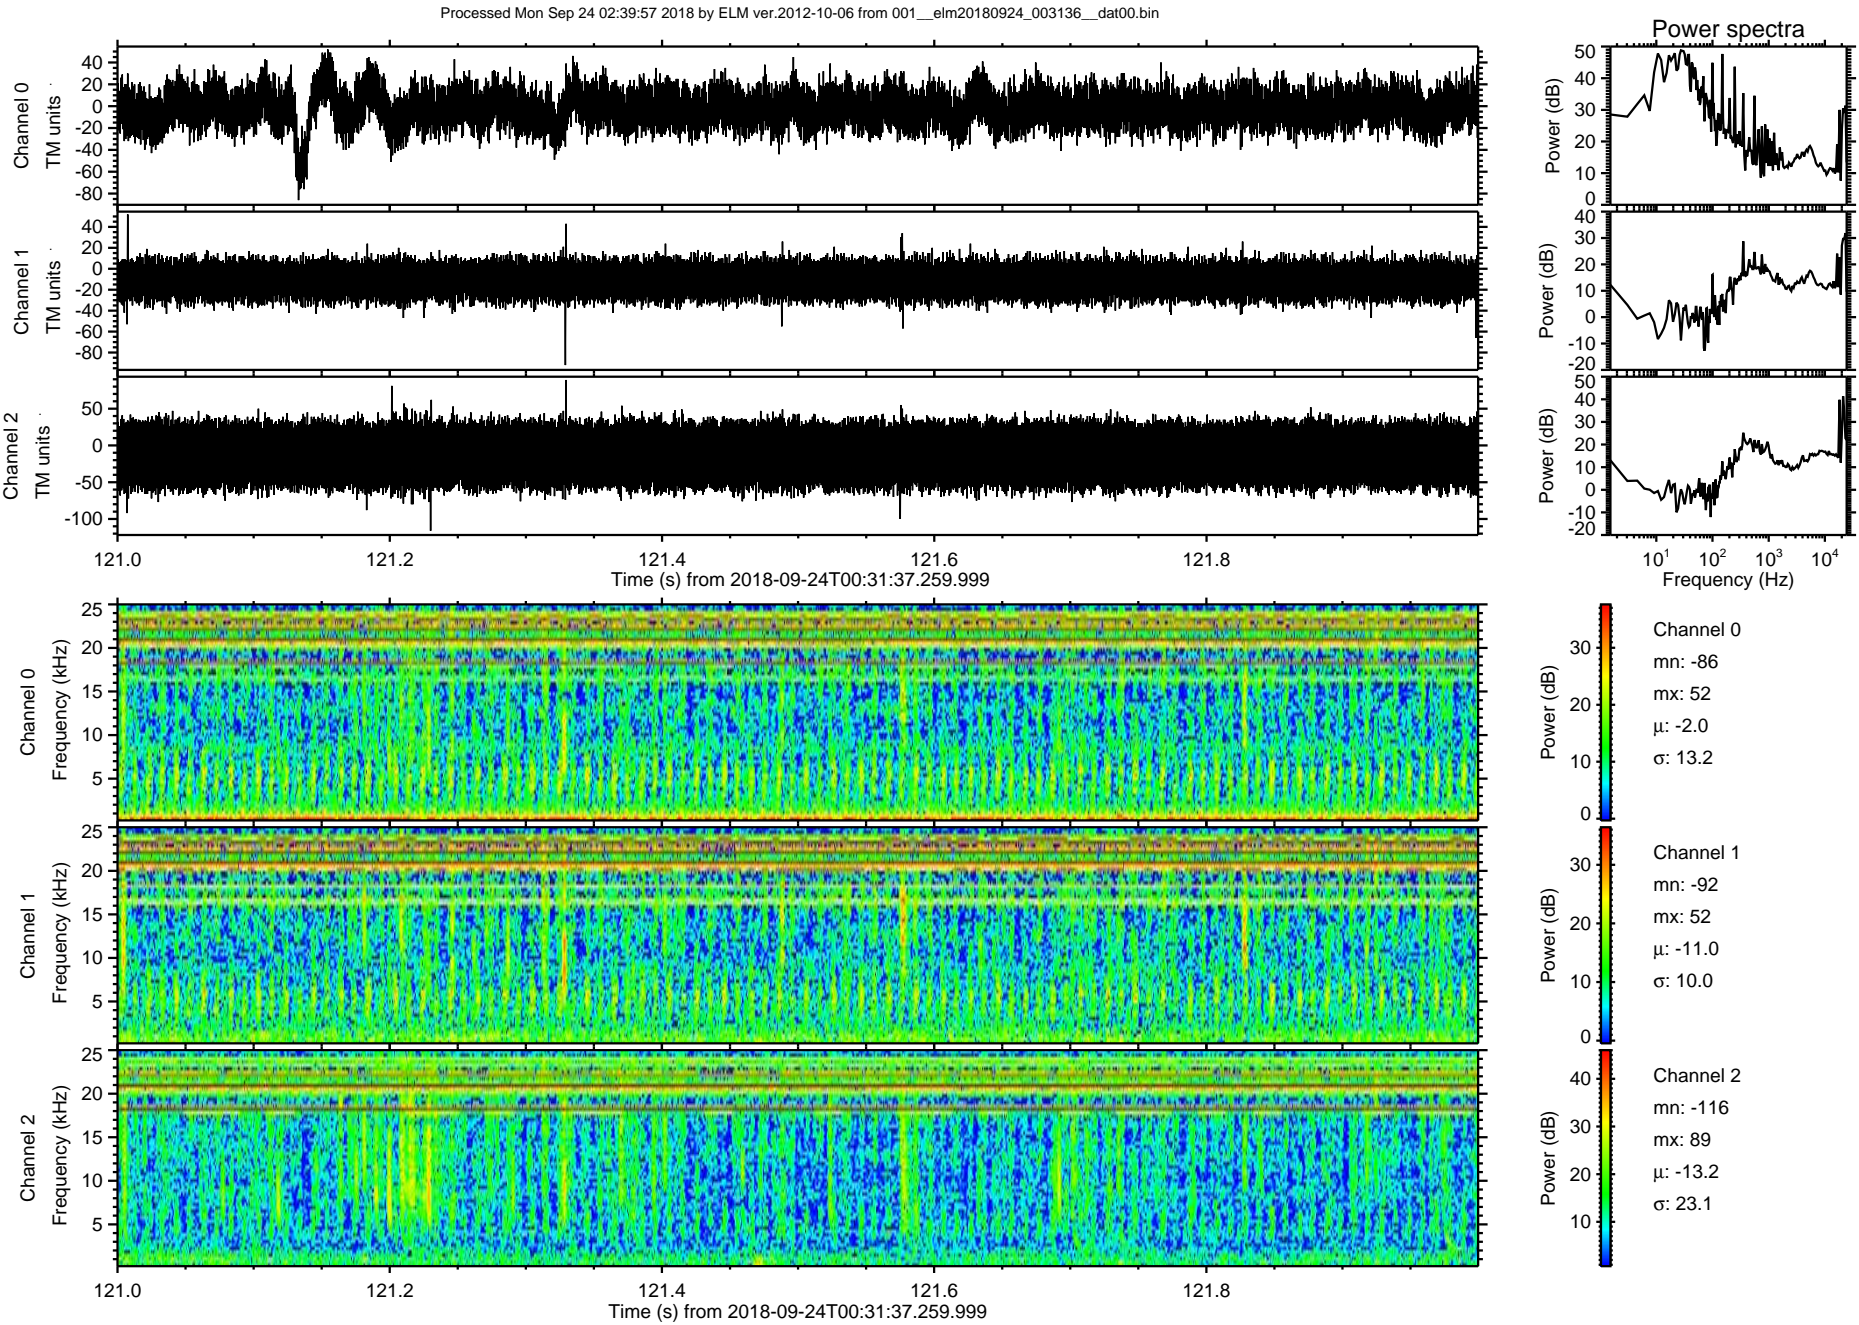 Processed Mon Sep 24 02:39:57 2018 by ELM ver.2012-10-06 from 001__elm20180924_003136__dat00.bin
Power spectra
Channel 0
TM units
40
20
0
-20
-40
-60
-80
Power (dB)
50
40
30
20
10
0
Channel 1
TM units
40
20
0
-20
-40
-60
-80
Power (dB)
40
30
20
10
0
-10
-20
Channel 2
TM units
50
0
-50
-100
Power (dB)
50
40
30
20
10
0
-10
-20
121.0 121.2 121.4 121.6 121.8
Time (s) from 2018-09-24T00:31:37.259.999
10¹ 10² 10³ 10⁴
Frequency (Hz)
Channel 0
Frequency (kHz)
25
20
15
10
5
Power (dB)
30
20
10
0
Channel 0
mn: -86
mx: 52
μ: -2.0
σ: 13.2
Channel 1
Frequency (kHz)
25
20
15
10
5
Power (dB)
30
20
10
0
Channel 1
mn: -92
mx: 52
μ: -11.0
σ: 10.0
Channel 2
Frequency (kHz)
25
20
15
10
5
Power (dB)
40
30
20
10
Channel 2
mn: -116
mx: 89
μ: -13.2
σ: 23.1
121.0 121.2 121.4 121.6 121.8
Time (s) from 2018-09-24T00:31:37.259.999